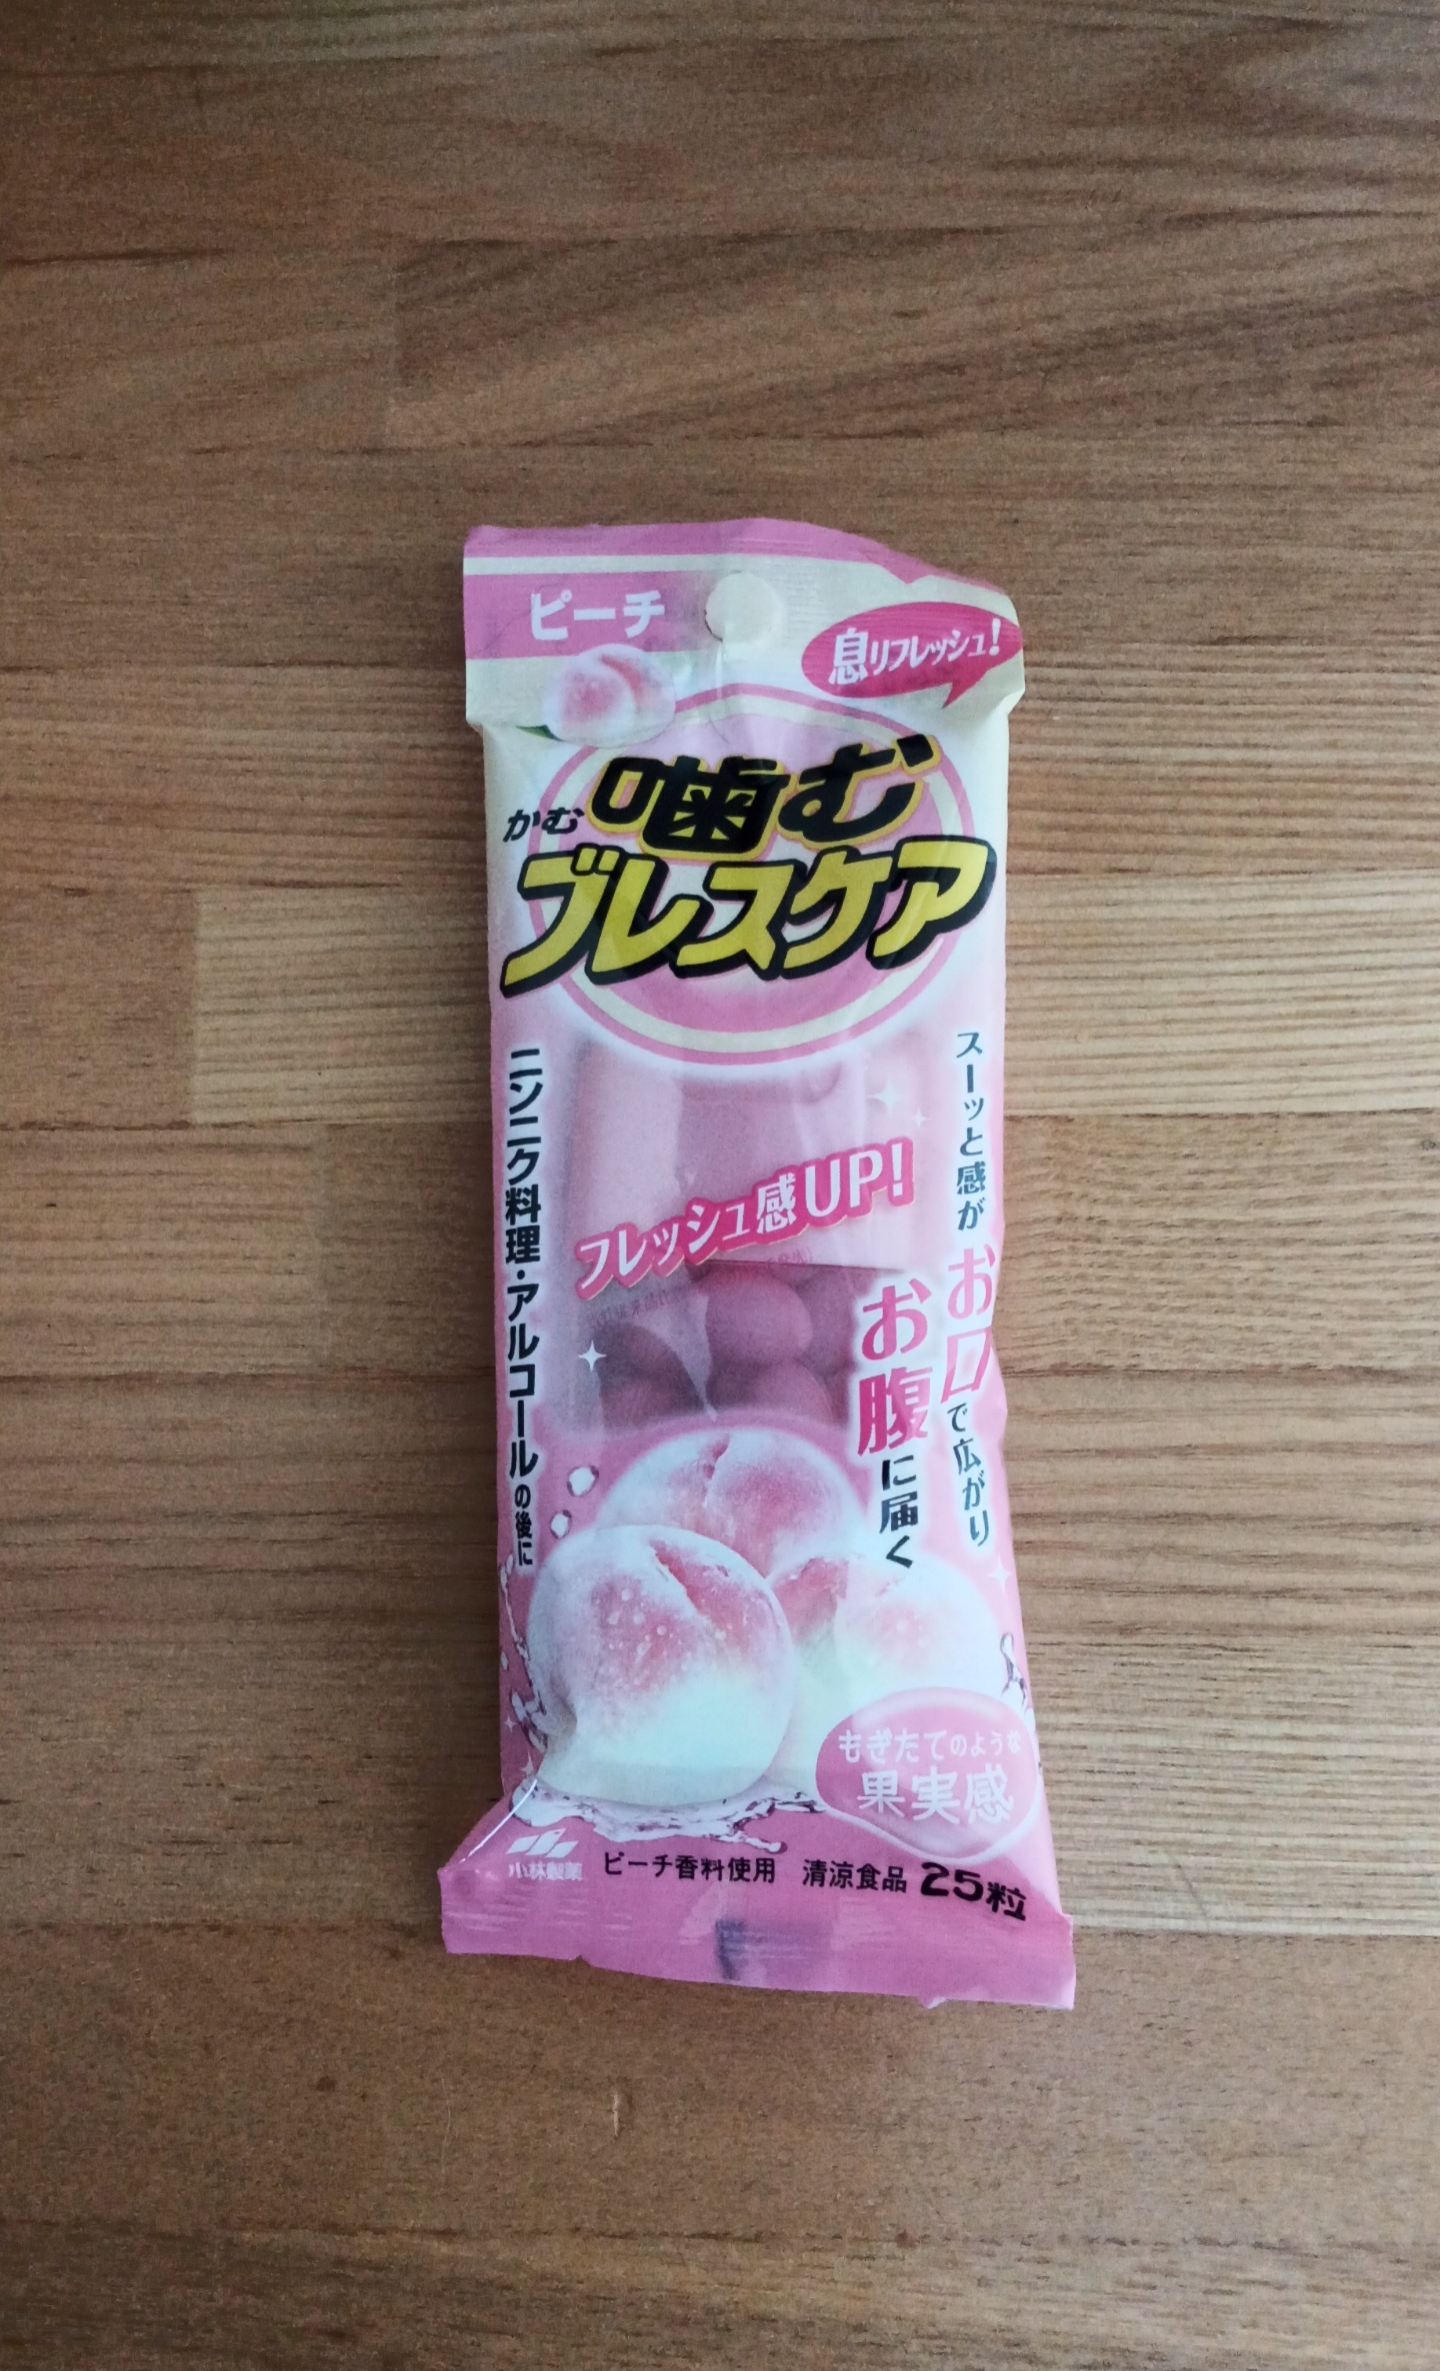 ピーチ
息リフレッシュ!
かむ
噛む
ブレスケア
ニンニク料理・アルコールの後に
フレッシュ感UP!
スーッと感がお口で広がり
お腹に届く
もぎたてのような
果実感
小林製薬
ピーチ香料使用 清涼食品 25粒